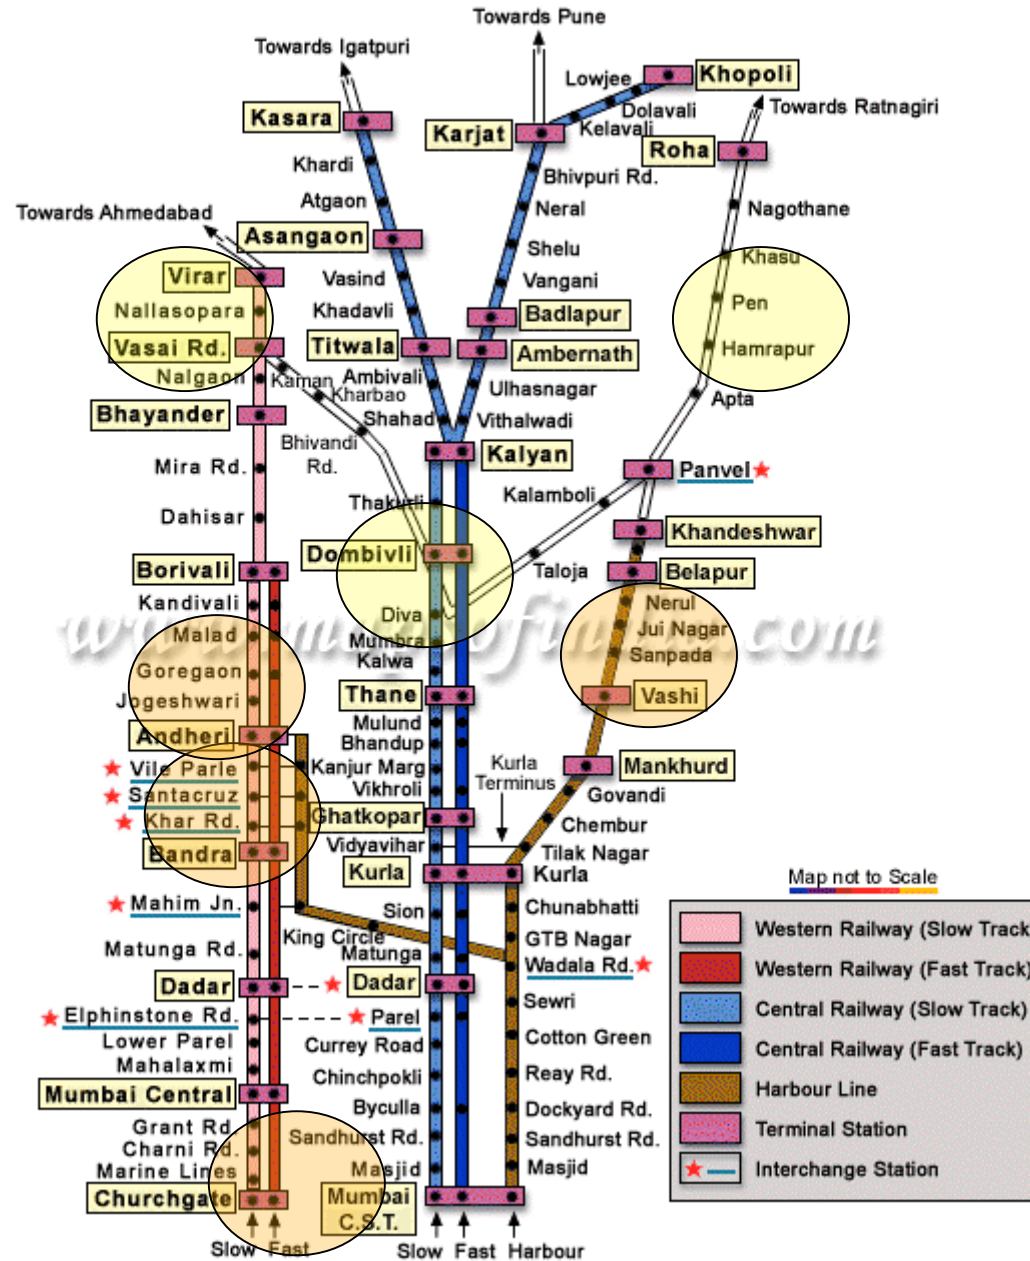 Towards Pune
Towards Igatpuri
Khopoli
Lowjee
Dolavali
Kelavali
Towards Ratnagiri
Kasara
Karjat
Roha
Khardi
Bhivpuri Rd.
Atgaon
Neral
Nagothane
Towards Ahmedabad
Asangaon
Shelu
Khasu
Virar
Vasind
Vangani
Pen
Nallasopara
Khadavli
Badlapur
Vasai Rd.
Titwala
Ambernath
Hamrapur
Nalgaon
Kaman
Ambivali
Ulhasnagar
Kharbao
Apta
Bhayander
Shahad
Vithalwadi
Bhivandi
Rd.
Kalyan
Mira Rd.
Panvel
Thakurli
Kalamboli
Dahisar
Khandeshwar
Dombivli
Borivali
Taloja
Belapur
Kandivali
Nerul
Diva
Malad
Jui Nagar
Mumbra
Sanpada
Kalwa
Goregaon
Jogeshwari
Thane
Vashi
Andheri
Mulund
Bhandup
Vile Parle
Kanjur Marg
Kurla
Terminus
Mankhurd
Santacruz
Vikhroli
Govandi
Khar Rd.
Ghatkopar
Chembur
Bandra
Vidyavihar
Tilak Nagar
Kurla
Kurla
Map not to Scale
Mahim Jn.
Sion
Chunabhatti
King Circle
GTB Nagar
Matunga Rd.
Matunga
Wadala Rd.
Dadar
Dadar
Sewri
Elphinstone Rd.
Parel
Lower Parel
Currey Road
Cotton Green
Mahalaxmi
Chinchpokli
Reay Rd.
Mumbai Central
Byculla
Dockyard Rd.
Grant Rd.
Sandhurst Rd.
Sandhurst Rd.
Charni Rd.
Marine Lines
Masjid
Masjid
Churchgate
Mumbai
C.S.T.
Slow Fast
Slow Fast Harbour
Western Railway (Slow Track
Western Railway (Fast Track)
Central Railway (Slow Track)
Central Railway (Fast Track)
Harbour Line
Terminal Station
Interchange Station